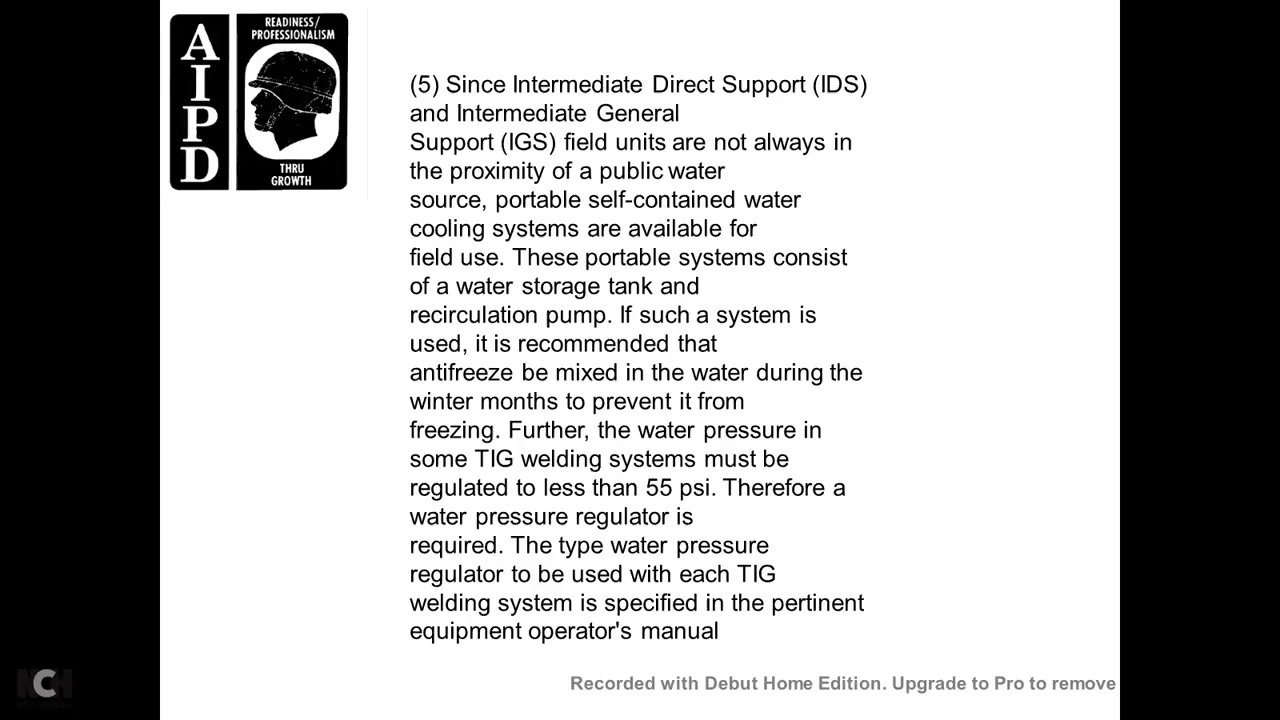 AIPD
READINESS/
PROFESSIONALISM
THRU
GROWTH
(5) Since Intermediate Direct Support (IDS)
and Intermediate General
Support (IGS) field units are not always in
the proximity of a public water
source, portable self-contained water
cooling systems are available for
field use. These portable systems consist
of a water storage tank and
recirculation pump. If such a system is
used, it is recommended that
antifreeze be mixed in the water during the
winter months to prevent it from
freezing. Further, the water pressure in
some TIG welding systems must be
regulated to less than 55 psi. Therefore a
water pressure regulator is
required. The type water pressure
regulator to be used with each TIG
welding system is specified in the pertinent
equipment operator's manual
Recorded with Debut Home Edition. Upgrade to Pro to remove
NCH